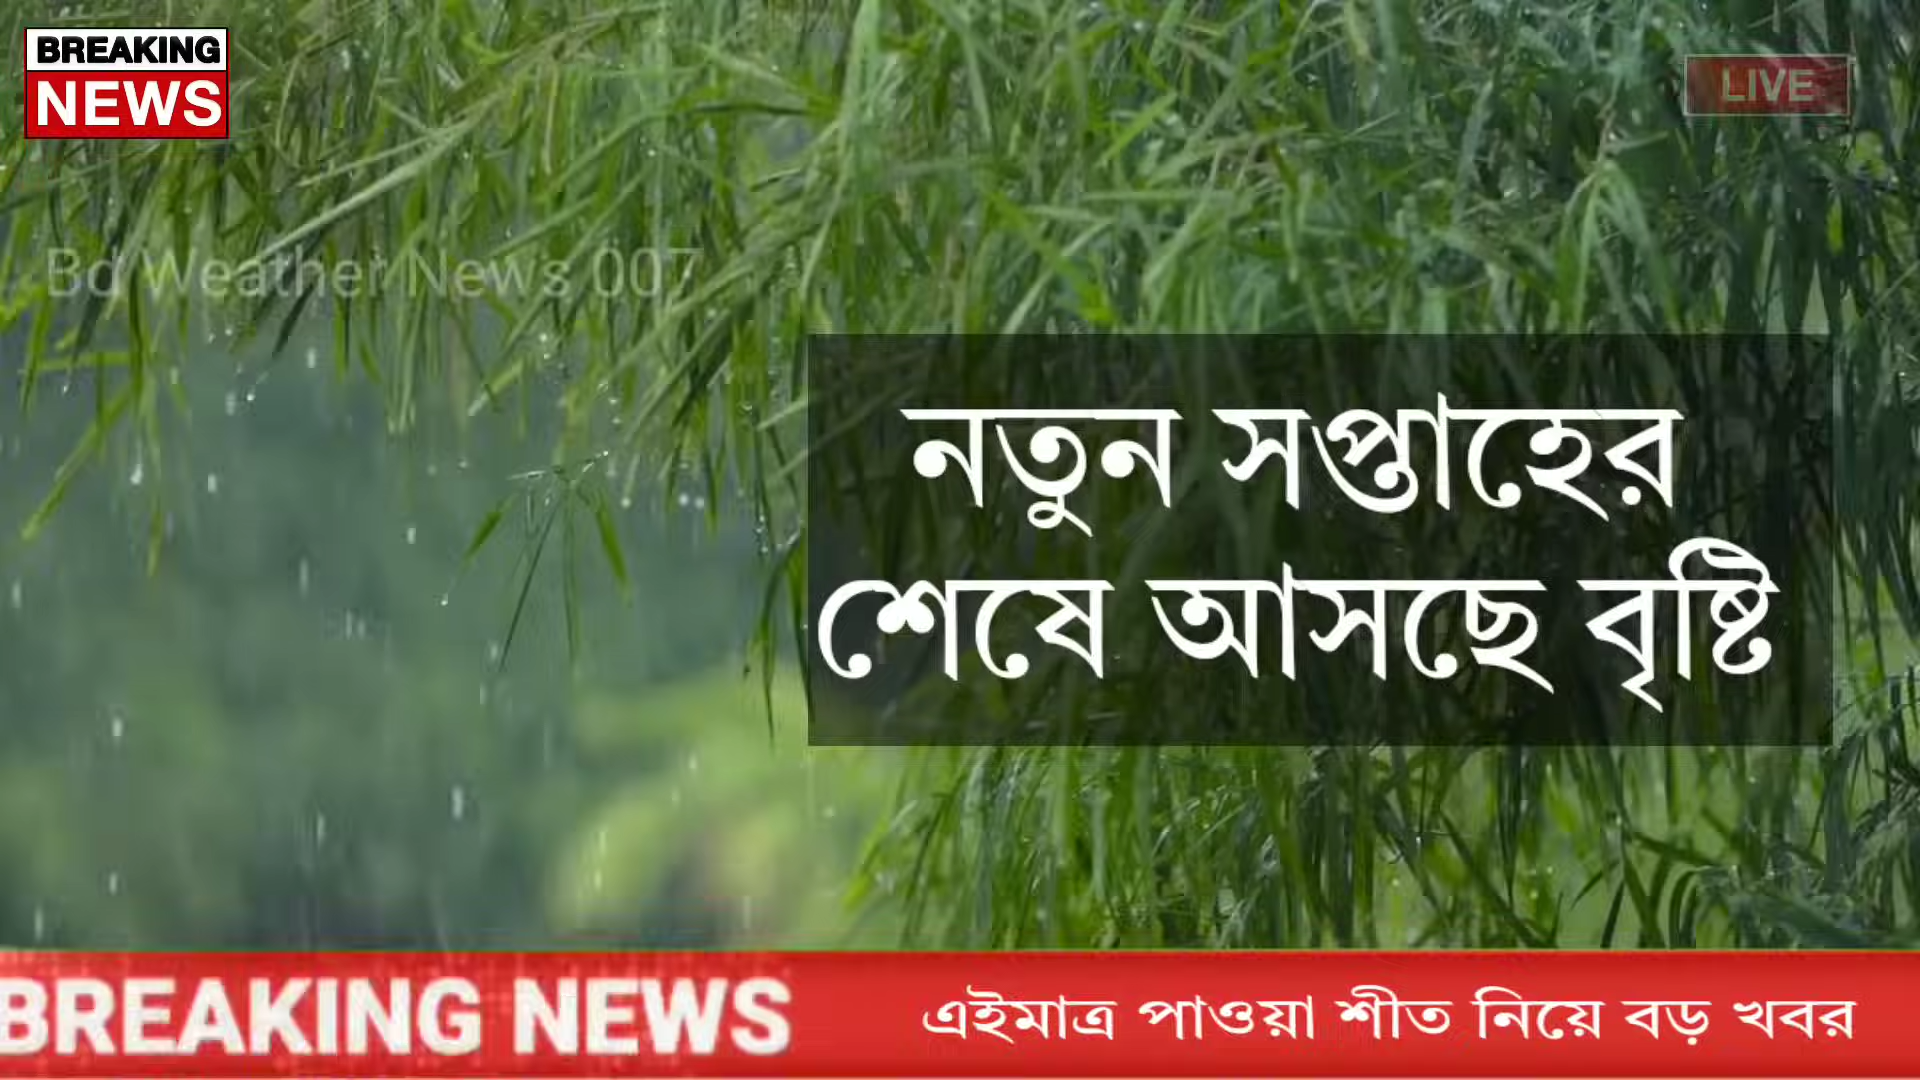 BREAKING
NEWS
LIVE
Bd Weather News 007
নতুন সপ্তাহের
শেষে আসছে বৃষ্টি
BREAKING NEWS
এইমাত্র পাওয়া শীত নিয়ে বড় খবর